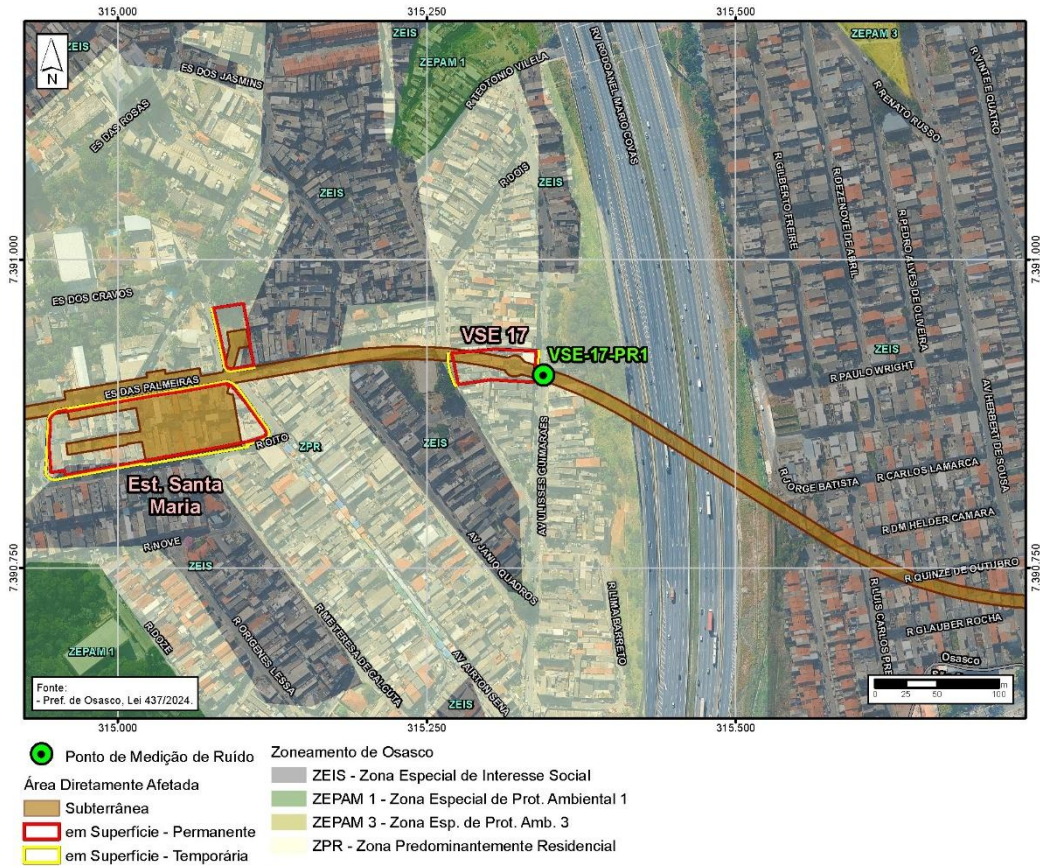 315.000
315.250
315.500
ZEIS
ZEIS
ZEPAM 1
ZEPAM 3
N
ES DOS JASMINS
R TEOTONIO VILELA
RV RODOANEL MARIO COVAS
R RENATO RUSSO
R VINTE E QUATRO
ES DAS ROSAS
ZEIS
R DOIS
ZEIS
R GILBERTO FREIRE
R DEZENOVE DE ABRIL
R PEDRO ALVES DE OLIVEIRA
7.391.000
7.391.000
ES DOS CRAVOS
VSE 17
VSE-17-PR1
ZEIS
R PAULO WRIGHT
AV HERBERT DE SOUSA
ES DAS PALMEIRAS
R OITO
ZPR
ZEIS
AV ULISSES GUIMARAES
R JORGE BATISTA
R CARLOS LAMARCA
Est. Santa
Maria
R DM HELDER CAMARA
R NOVE
ZEIS
AV JANIO QUADROS
R QUINZE DE OUTUBRO
7.390.750
7.390.750
R DOZE
R ORIGENES LESSA
R M TERESA DE CALCUTA
AV AIRTON SENA
R LIMA BARRETO
R LUIS CARLOS PRE
R GLAUBER ROCHA
ZEPAM 1
Osasco
ZEIS
Fonte:
- Pref. de Osasco, Lei 437/2024.
0 25 50 100
m
315.000
315.250
315.500
Ponto de Medição de Ruído
Área Diretamente Afetada
Subterrânea
em Superfície - Permanente
em Superfície - Temporária
Zoneamento de Osasco
ZEIS - Zona Especial de Interesse Social
ZEPAM 1 - Zona Especial de Prot. Ambiental 1
ZEPAM 3 - Zona Esp. de Prot. Amb. 3
ZPR - Zona Predominantemente Residencial